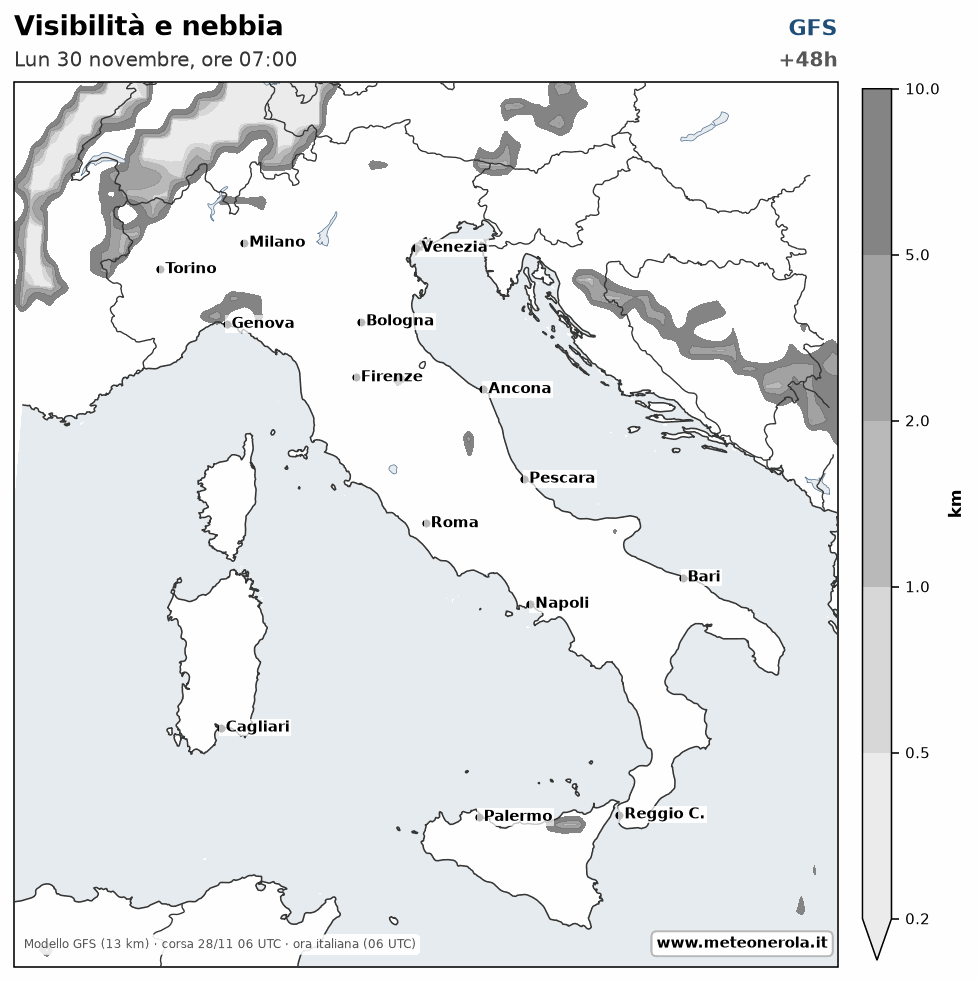 Visibilità e nebbia
GFS
Lun 30 novembre, ore 07:00
+48h
10.0
5.0
2.0
1.0
0.5
0.2
km
Milano
Venezia
Torino
Genova
Bologna
Firenze
Ancona
Pescara
Roma
Bari
Napoli
Cagliari
Palermo
Reggio C.
Modello GFS (13 km) · corsa 28/11 06 UTC · ora italiana (06 UTC)
www.meteonerola.it